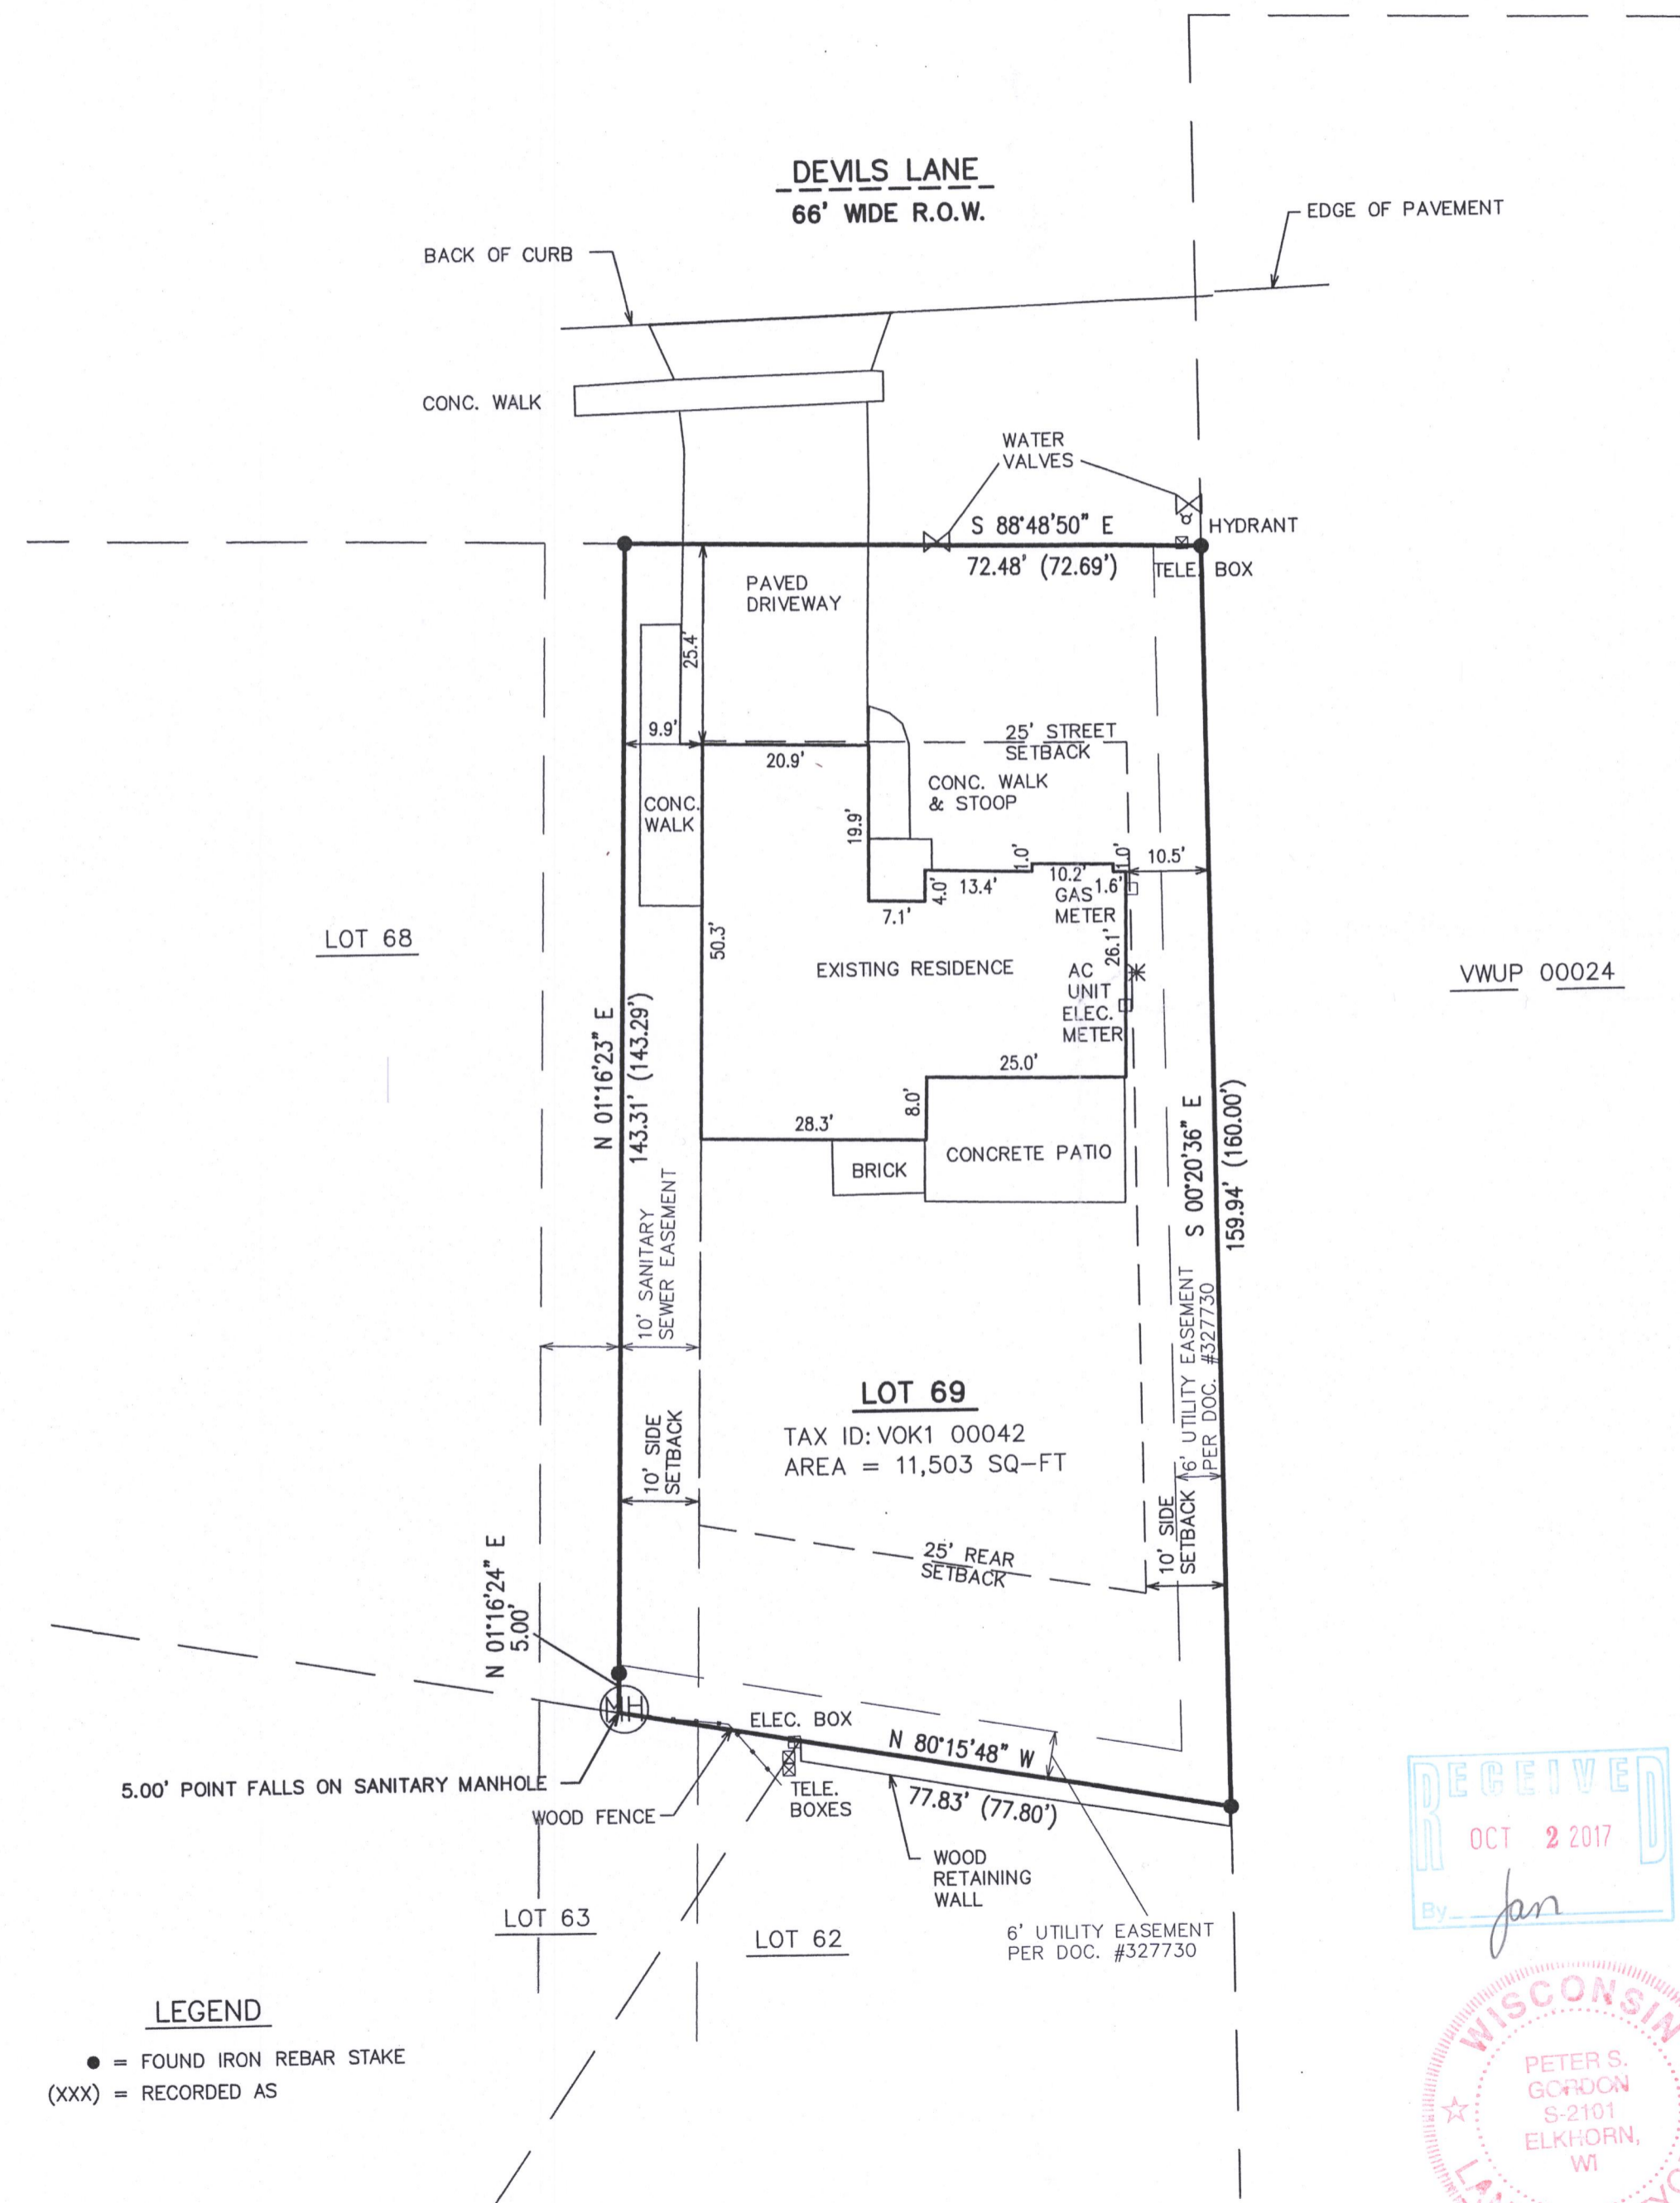 DEVILS LANE
66' WIDE R.O.W.
EDGE OF PAVEMENT
BACK OF CURB
CONC. WALK
WATER
VALVES
S 88°48'50" E
HYDRANT
72.48' (72.69')
TELE. BOX
PAVED
DRIVEWAY
25.4'
9.9'
20.9'
25' STREET
SETBACK
CONC. WALK
& STOOP
CONC.
WALK
19.9'
1.0'
1.0'
10.5'
10.2'
13.4'
4.0'
1.6'
7.1'
GAS
METER
LOT 68
50.3'
26.1'
EXISTING RESIDENCE
AC
UNIT
ELEC.
METER
VWUP 00024
N 01°16'23" E
143.31' (143.29')
25.0'
8.0'
28.3'
BRICK
CONCRETE PATIO
S 00°20'36" E
159.94' (160.00')
10' SANITARY
SEWER EASEMENT
6' UTILITY EASEMENT
PER DOC. #327730
LOT 69
TAX ID: VOK1 00042
AREA = 11,503 SQ-FT
10' SIDE
SETBACK
10' SIDE
SETBACK
25' REAR
SETBACK
N 01°16'24" E
5.00'
MH
ELEC. BOX
N 80°15'48" W
77.83' (77.80')
5.00' POINT FALLS ON SANITARY MANHOLE
TELE.
BOXES
WOOD FENCE
WOOD
RETAINING
WALL
6' UTILITY EASEMENT
PER DOC. #327730
LOT 63
LOT 62
RECEIVED
OCT 2 2017
By Jan
LEGEND
● = FOUND IRON REBAR STAKE
(XXX) = RECORDED AS
WISCONSIN
PETER S.
GORDON
S-2101
ELKHORN,
WI